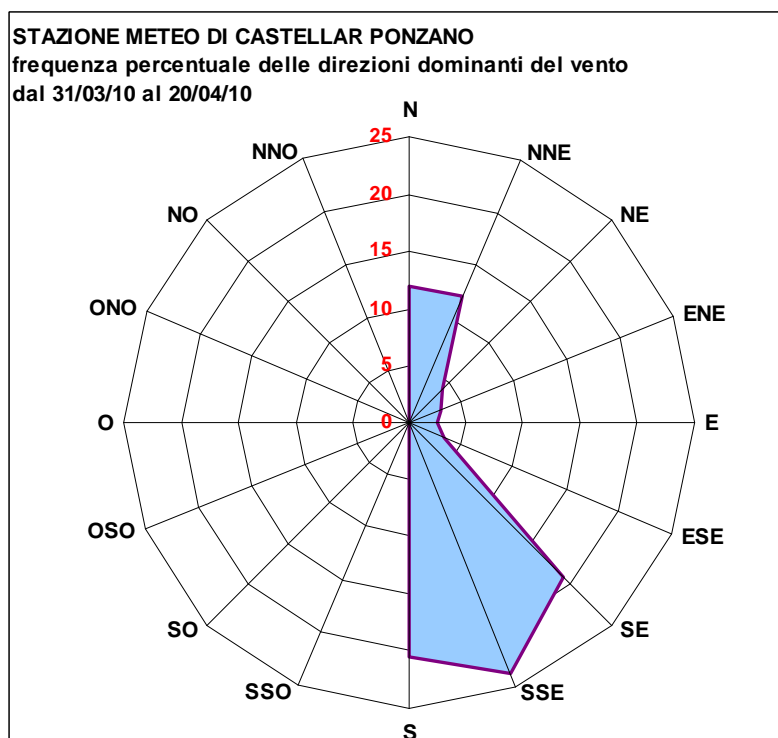 STAZIONE METEO DI CASTELLAR PONZANO
frequenza percentuale delle direzioni dominanti del vento
dal 31/03/10 al 20/04/10
N
25
NNO
NNE
20
NO
NE
15
ONO
10
ENE
5
O
0
E
OSO
ESE
SO
SE
SSO
SSE
S